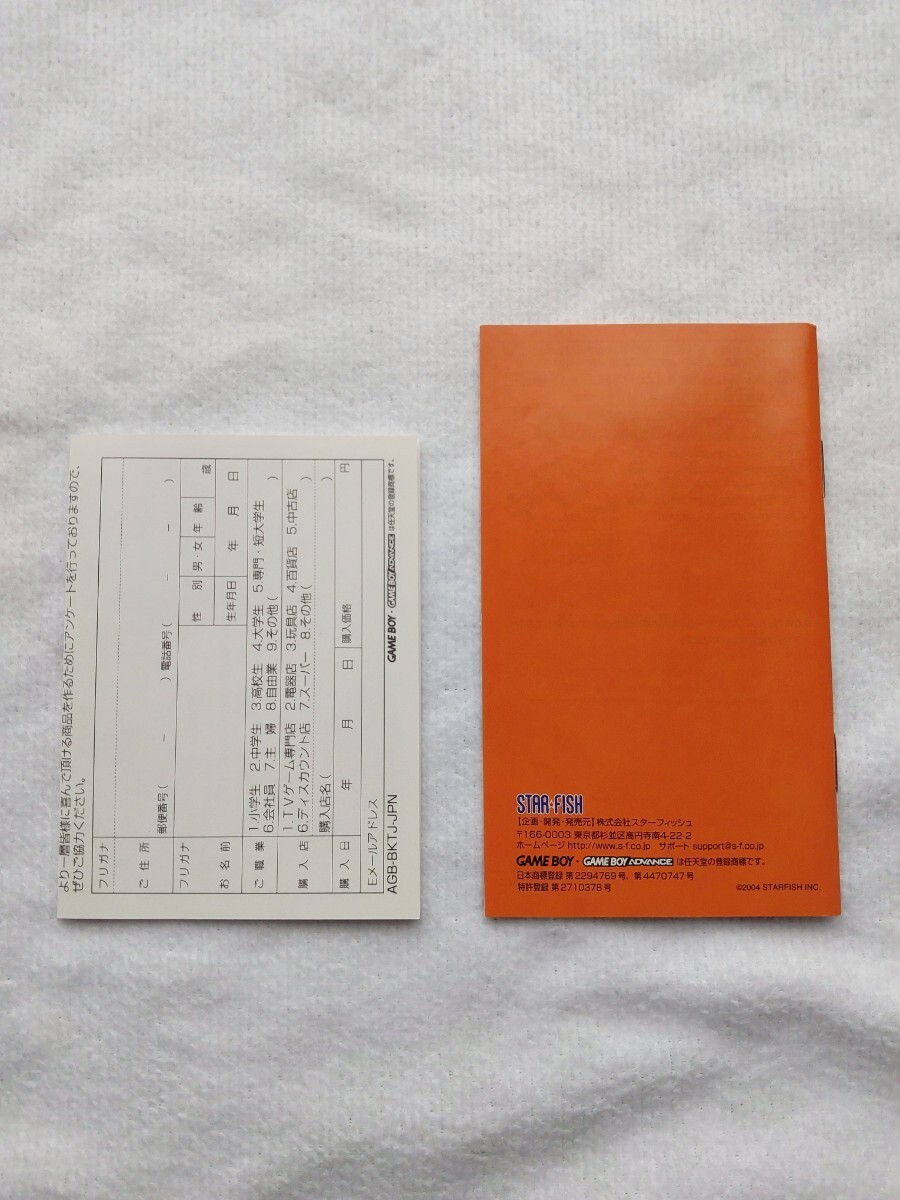 より一層皆様に喜んで頂ける商品を作るためにアンケートを行っておりますので、
ぜひご協力ください。
フリガナ
ご住所
郵便番号( − ) 電話番号( − − )
フリガナ
お名前
性別 男・女 年齢 歳
生年月日 年 月 日
ご職業 1.小学生 2.中学生 3.高校生 4.大学生 5.専門・短大学生
6.会社員 7.主婦 8.自由業 9.その他( )
購入店 1.TVゲーム専門店 2.電器店 3.玩具店 4.百貨店 5.中古店
6.ディスカウント店 7.スーパー 8.その他( )
購入店名( )
購入日 年 月 日 購入価格 円
Eメールアドレス
AGB-BKTJ-JPN
GAME BOY・GAME BOY ADVANCE は任天堂の登録商標です。
STAR・FISH
【企画・開発・発売元】株式会社スターフィッシュ
〒166-0003 東京都杉並区高円寺南4-22-2
ホームページ http://www.s-f.co.jp サポート support@s-f.co.jp
GAME BOY・GAME BOY ADVANCE は任天堂の登録商標です。
日本商標登録 第2294769号、第4470747号
特許登録 第2710378号
©2004 STARFISH INC.